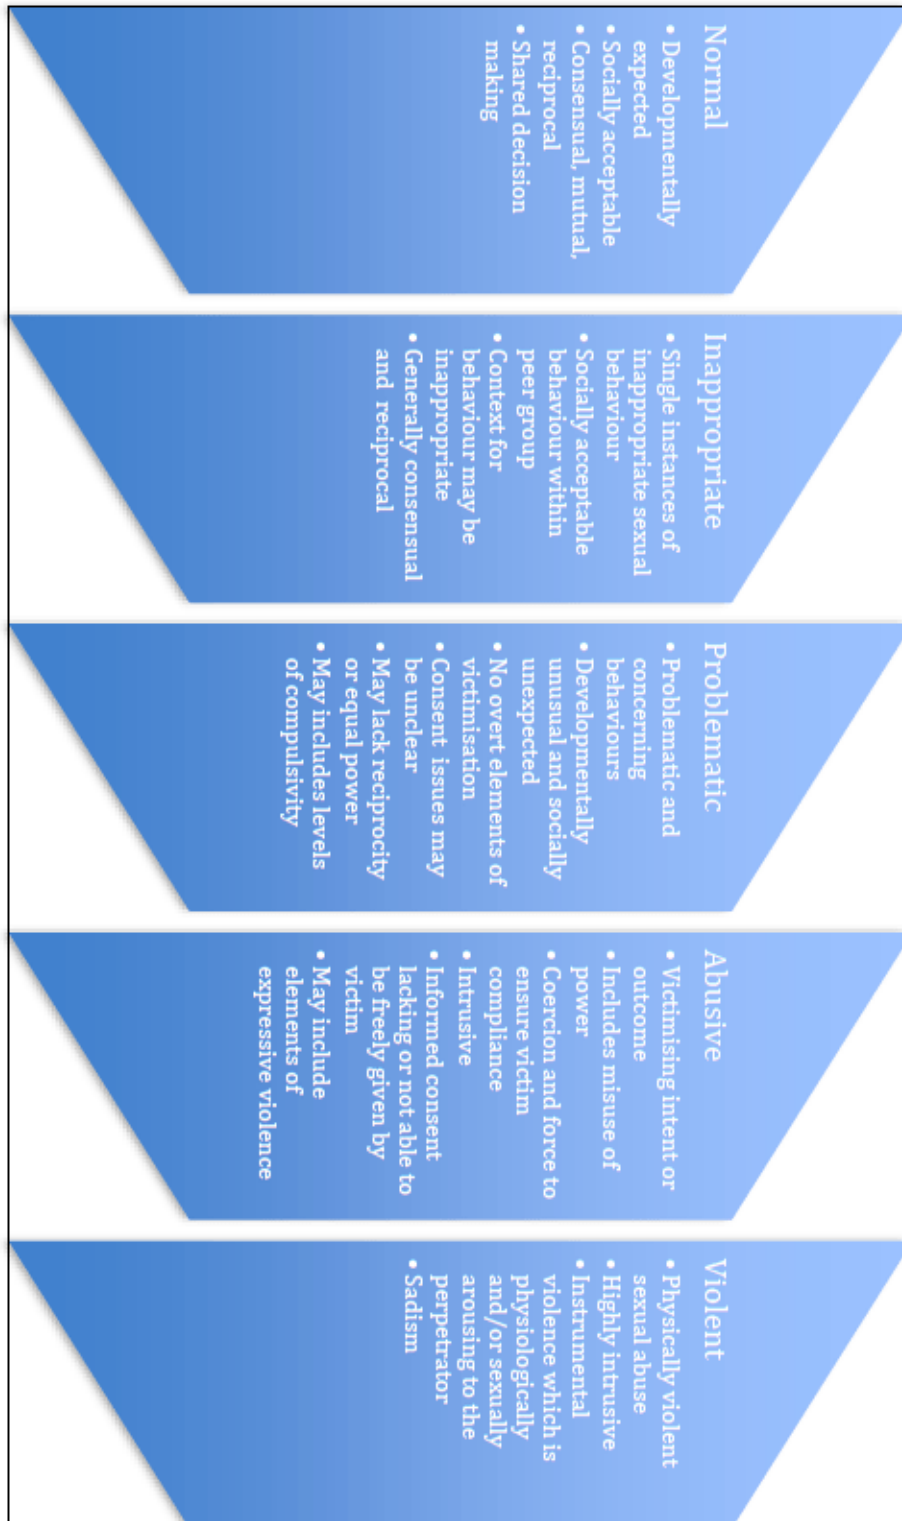 Normal
• Developmentally
expected
• Socially acceptable
• Consensual, mutual,
reciprocal
• Shared decision
making
Inappropriate
• Single instances of
inappropriate sexual
behaviour
• Socially acceptable
behaviour within
peer group
• Context for
behaviour may be
inappropriate
• Generally consensual
and reciprocal
Problematic
• Problematic and
concerning
behaviours
• Developmentally
unusual and socially
unexpected
• No overt elements of
victimisation
• Consent issues may
be unclear
• May lack reciprocity
or equal power
• May includes levels
of compulsivity
Abusive
• Victimising intent or
outcome
• Includes misuse of
power
• Coercion and force to
ensure victim
compliance
• Intrusive
• Informed consent
lacking or not able to
be freely given by
victim
• May include
elements of
expressive violence
Violent
• Physically violent
sexual abuse
• Highly intrusive
• Instrumental
violence which is
physiologically
and/or sexually
arousing to the
perpetrator
• Sadism